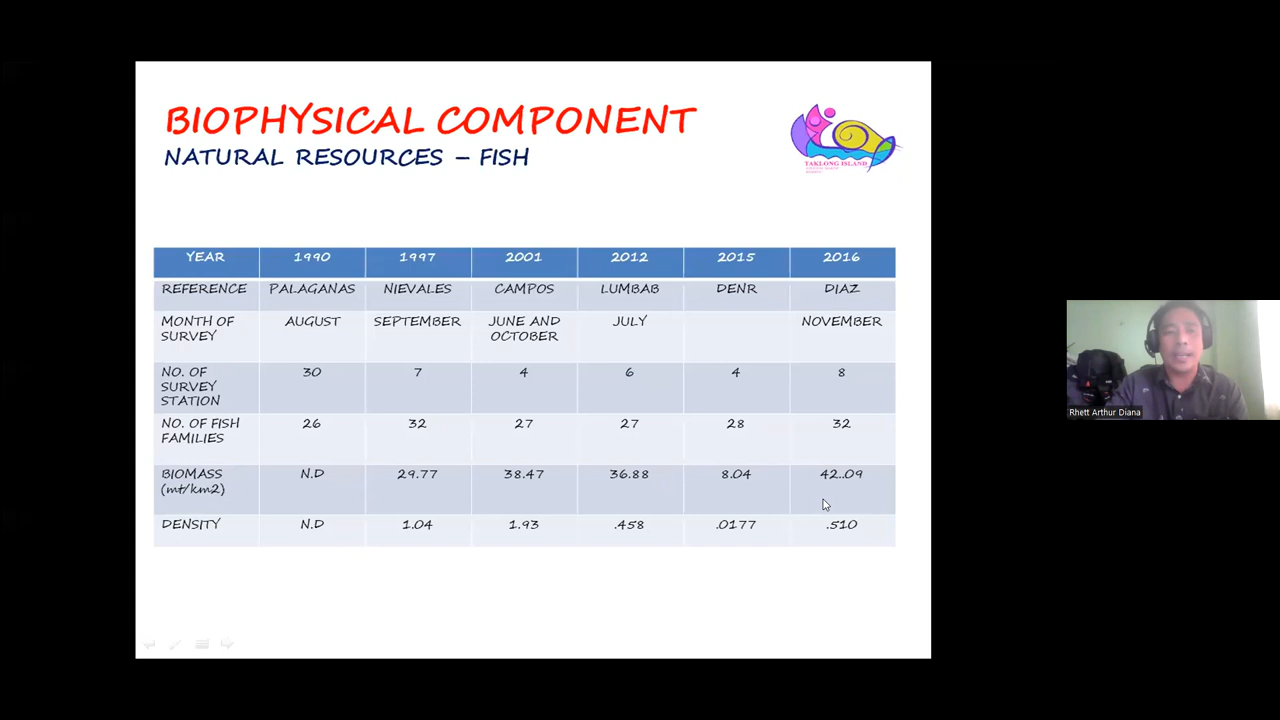 BIOPHYSICAL COMPONENT
NATURAL RESOURCES – FISH
TAKLONG ISLAND
YEAR 1990 1997 2001 2012 2015 2016
REFERENCE PALAGANAS NIEVALES CAMPOS LUMBAB DENR DIAZ
MONTH OF SURVEY AUGUST SEPTEMBER JUNE AND OCTOBER JULY NOVEMBER
NO. OF SURVEY STATION 30 7 4 6 4 8
NO. OF FISH FAMILIES 26 32 27 27 28 32
BIOMASS (mt/km2) N.D 29.77 38.47 36.88 8.04 42..09
DENSITY N.D 1.04 1.93 .458 .0177 .510
Rhett Arthur Diana